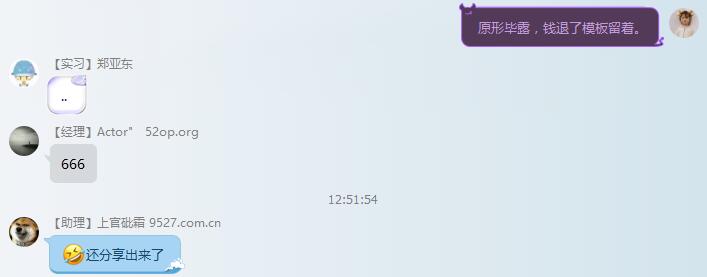 原形毕露，钱退了模板留着。
【实习】郑亚东
..
【经理】Actor" 52op.org
666
12:51:54
【助理】上官砒霜 9527.com.cn
还分享出来了